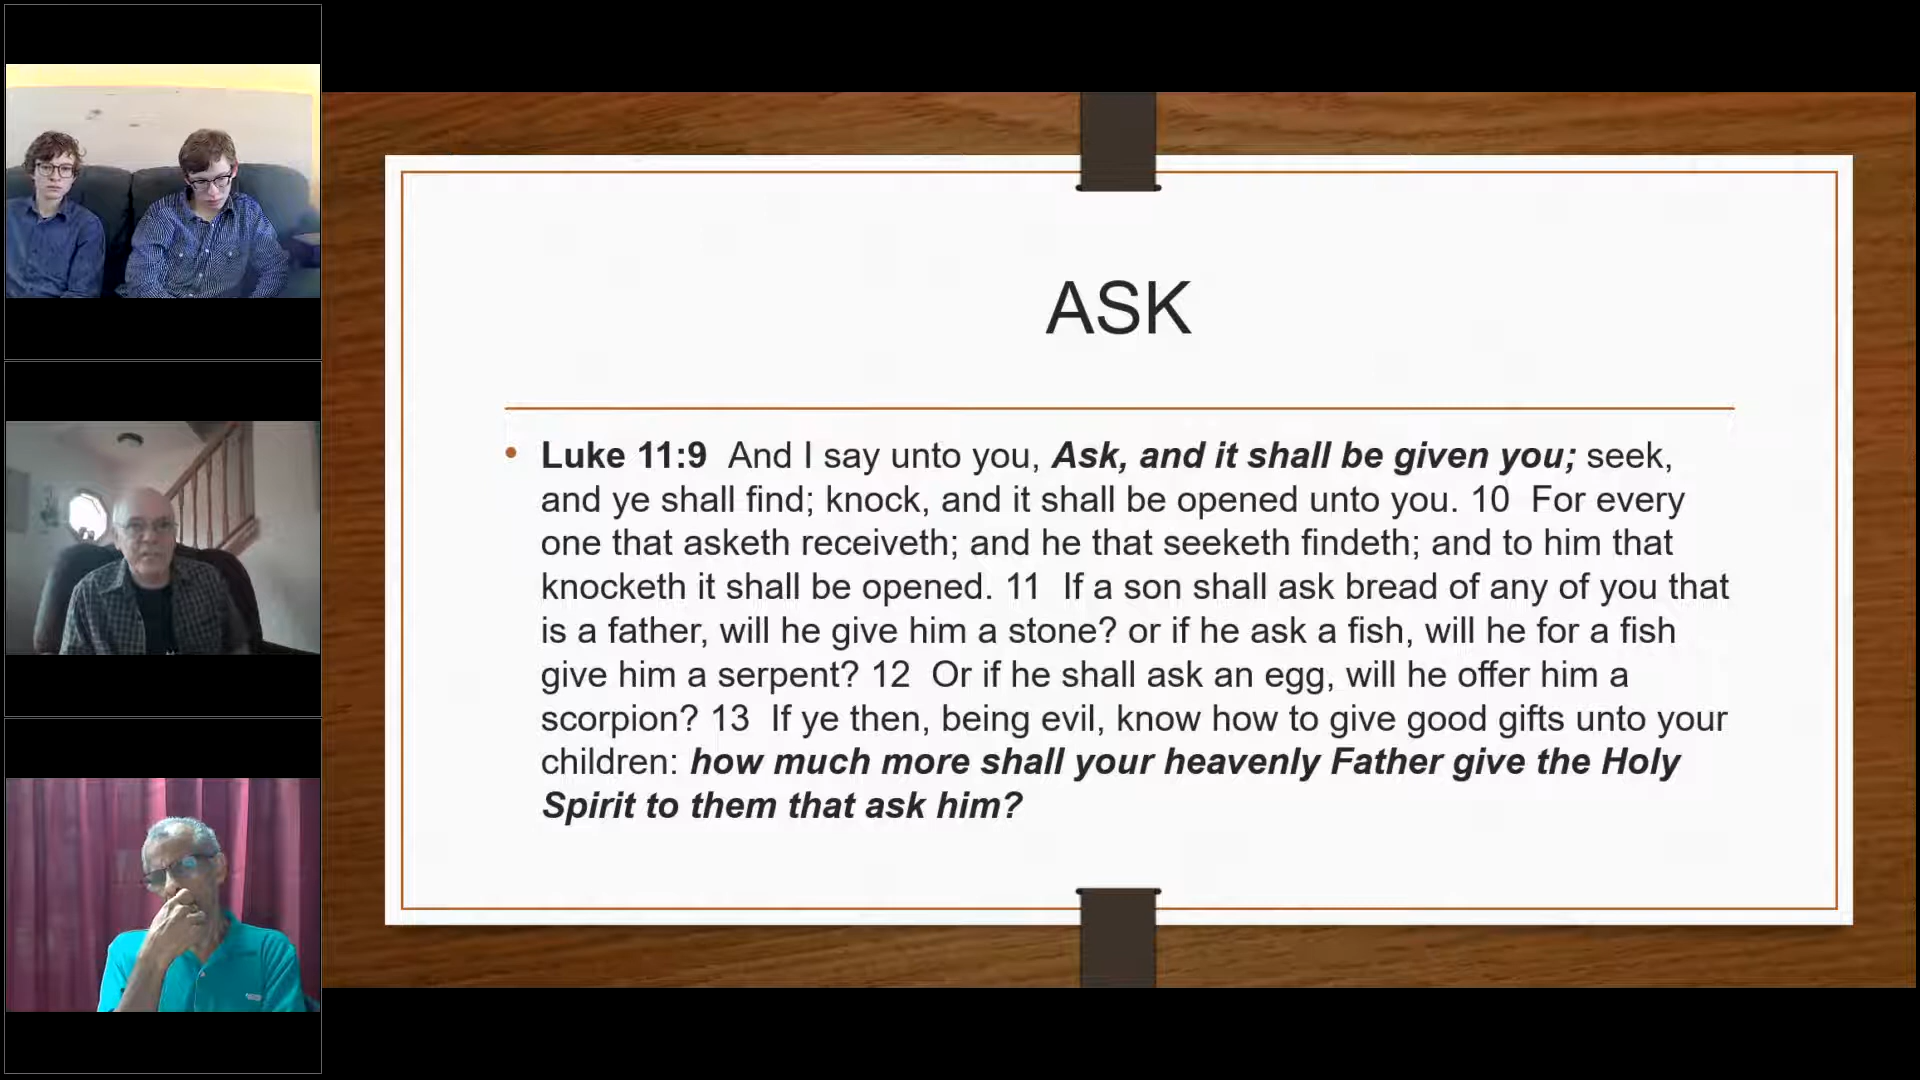 ASK
• Luke 11:9  And I say unto you, Ask, and it shall be given you; seek,
and ye shall find; knock, and it shall be opened unto you. 10  For every
one that asketh receiveth; and he that seeketh findeth; and to him that
knocketh it shall be opened. 11  If a son shall ask bread of any of you that
is a father, will he give him a stone? or if he ask a fish, will he for a fish
give him a serpent? 12  Or if he shall ask an egg, will he offer him a
scorpion? 13  If ye then, being evil, know how to give good gifts unto your
children: how much more shall your heavenly Father give the Holy
Spirit to them that ask him?